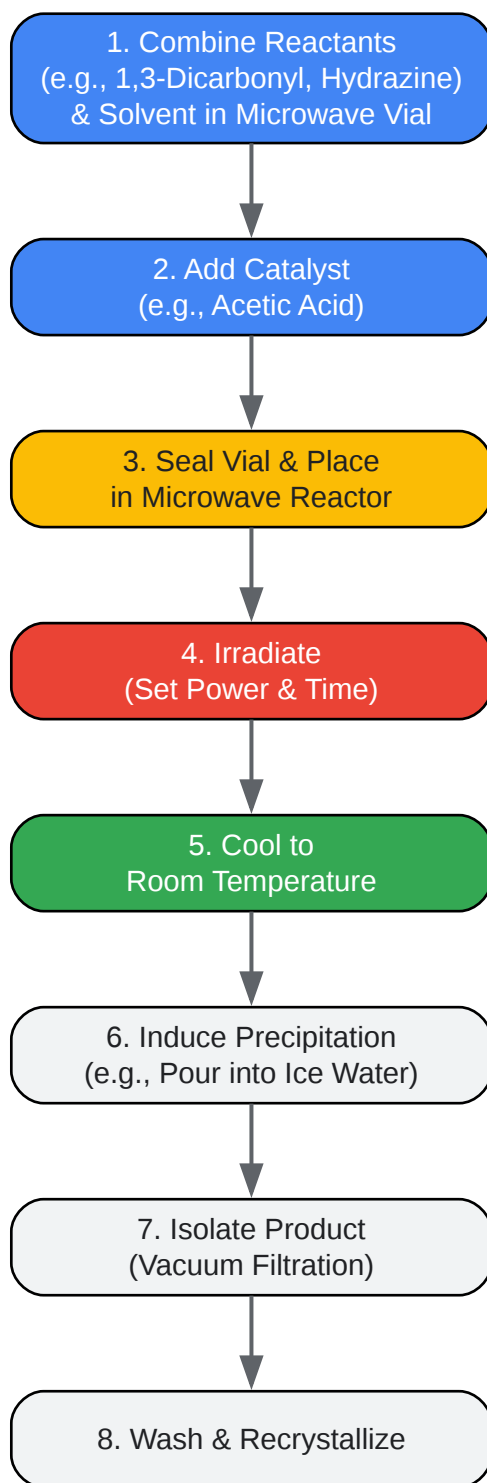 1. Combine Reactants
(e.g., 1,3-Dicarbonyl, Hydrazine)
& Solvent in Microwave Vial
2. Add Catalyst
(e.g., Acetic Acid)
3. Seal Vial & Place
in Microwave Reactor
4. Irradiate
(Set Power & Time)
5. Cool to
Room Temperature
6. Induce Precipitation
(e.g., Pour into Ice Water)
7. Isolate Product
(Vacuum Filtration)
8. Wash & Recrystallize